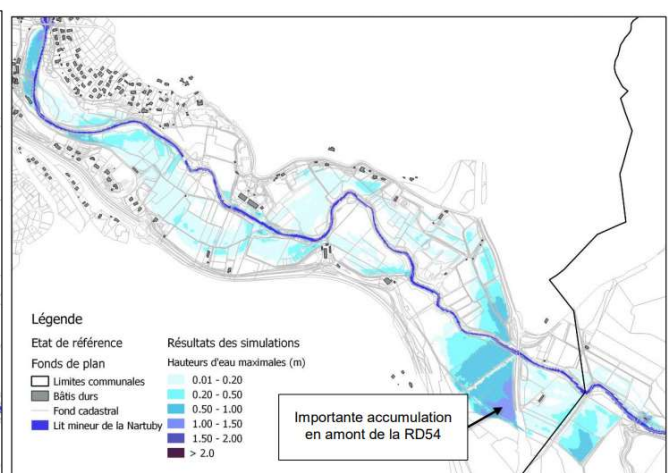 Légende
Etat de référence
Fonds de plan
Limites communales
Bâtis durs
Fond cadastral
Lit mineur de la Nartuby
Résultats des simulations
Hauteurs d'eau maximales (m)
0.01 - 0.20
0.20 - 0.50
0.50 - 1.00
1.00 - 1.50
1.50 - 2.00
> 2.0
Importante accumulation
en amont de la RD54